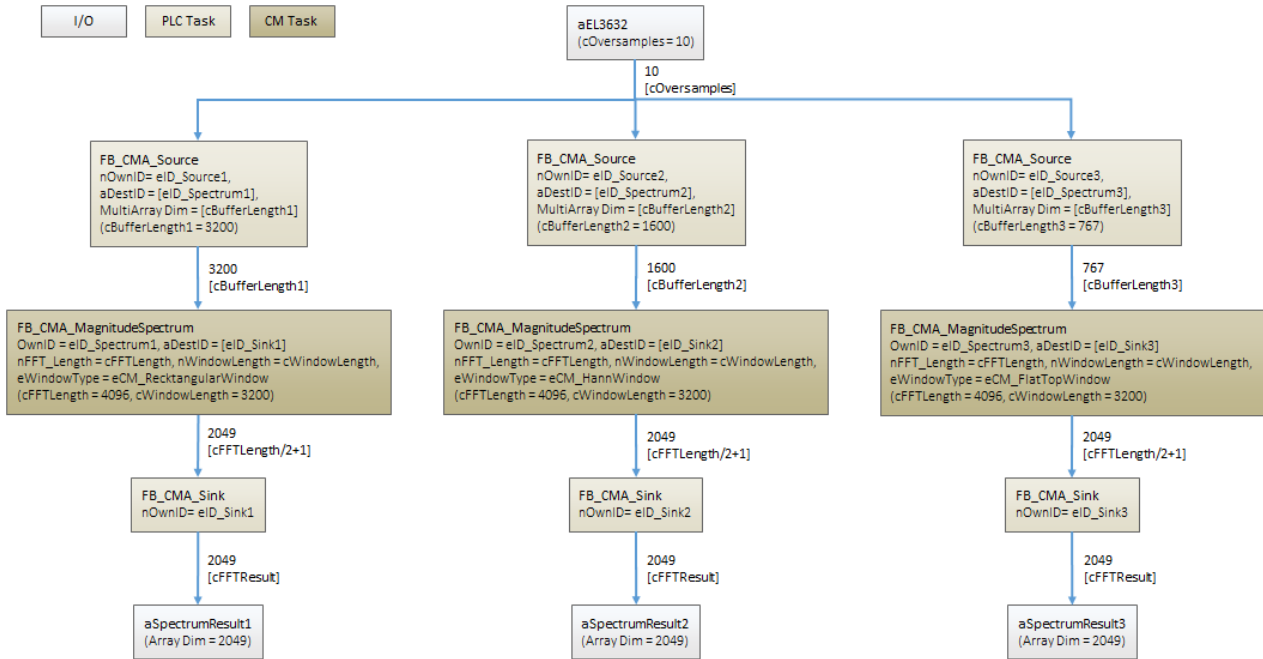 I/O
PLC Task
CM Task
aEL3632
(cOversamples = 10)
10
[cOversamples]
FB_CMA_Source
nOwnID= eID_Source1,
aDestID = [eID_Spectrum1],
MultiArray Dim = [cBufferLength1]
(cBufferLength1 = 3200)
FB_CMA_Source
nOwnID= eID_Source2,
aDestID = [eID_Spectrum2],
MultiArray Dim = [cBufferLength2]
(cBufferLength2 = 1600)
FB_CMA_Source
nOwnID= eID_Source3,
aDestID = [eID_Spectrum3],
MultiArray Dim = [cBufferLength3]
(cBufferLength3 = 767)
3200
[cBufferLength1]
1600
[cBufferLength2]
767
[cBufferLength3]
FB_CMA_MagnitudeSpectrum
OwnID = eID_Spectrum1, aDestID = [eID_Sink1]
nFFT_Length = cFFTLength, nWindowLength = cWindowLength,
eWindowType = eCM_RecktangularWindow
(cFFTLength = 4096, cWindowLength = 3200)
FB_CMA_MagnitudeSpectrum
OwnID = eID_Spectrum2, aDestID = [eID_Sink2]
nFFT_Length = cFFTLength, nWindowLength = cWindowLength,
eWindowType = eCM_HannWindow
(cFFTLength = 4096, cWindowLength = 3200)
FB_CMA_MagnitudeSpectrum
OwnID = eID_Spectrum3, aDestID = [eID_Sink3]
nFFT_Length = cFFTLength, nWindowLength = cWindowLength,
eWindowType = eCM_FlatTopWindow
(cFFTLength = 4096, cWindowLength = 3200)
2049
[cFFTLength/2+1]
2049
[cFFTLength/2+1]
2049
[cFFTLength/2+1]
FB_CMA_Sink
nOwnID= eID_Sink1
FB_CMA_Sink
nOwnID= eID_Sink2
FB_CMA_Sink
nOwnID= eID_Sink3
2049
[cFFTResult]
2049
[cFFTResult]
2049
[cFFTResult]
aSpectrumResult1
(Array Dim = 2049)
aSpectrumResult2
(Array Dim = 2049)
aSpectrumResult3
(Array Dim = 2049)